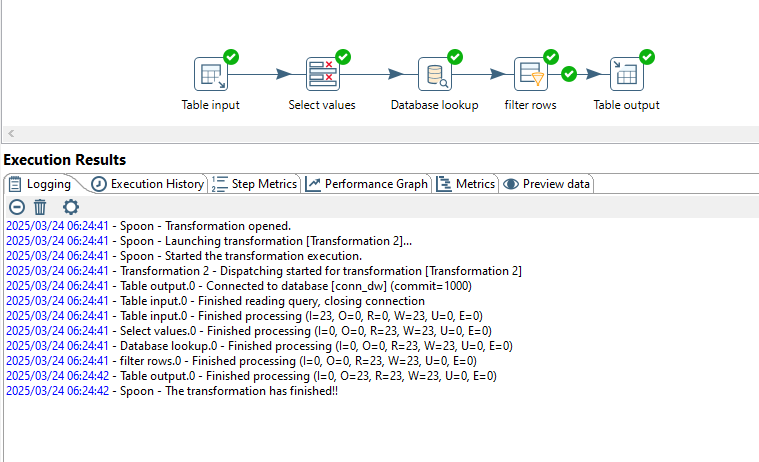 Table input
Select values
Database lookup
filter rows
Table output
Execution Results
Logging
Execution History
Step Metrics
Performance Graph
Metrics
Preview data
2025/03/24 06:24:41 - Spoon - Transformation opened.
2025/03/24 06:24:41 - Spoon - Launching transformation [Transformation 2]...
2025/03/24 06:24:41 - Spoon - Started the transformation execution.
2025/03/24 06:24:41 - Transformation 2 - Dispatching started for transformation [Transformation 2]
2025/03/24 06:24:41 - Table output.0 - Connected to database [conn_dw] (commit=1000)
2025/03/24 06:24:41 - Table input.0 - Finished reading query, closing connection
2025/03/24 06:24:41 - Table input.0 - Finished processing (I=23, O=0, R=0, W=23, U=0, E=0)
2025/03/24 06:24:41 - Select values.0 - Finished processing (I=0, O=0, R=23, W=23, U=0, E=0)
2025/03/24 06:24:41 - Database lookup.0 - Finished processing (I=0, O=0, R=23, W=23, U=0, E=0)
2025/03/24 06:24:41 - filter rows.0 - Finished processing (I=0, O=0, R=23, W=23, U=0, E=0)
2025/03/24 06:24:42 - Table output.0 - Finished processing (I=0, O=23, R=23, W=23, U=0, E=0)
2025/03/24 06:24:42 - Spoon - The transformation has finished!!